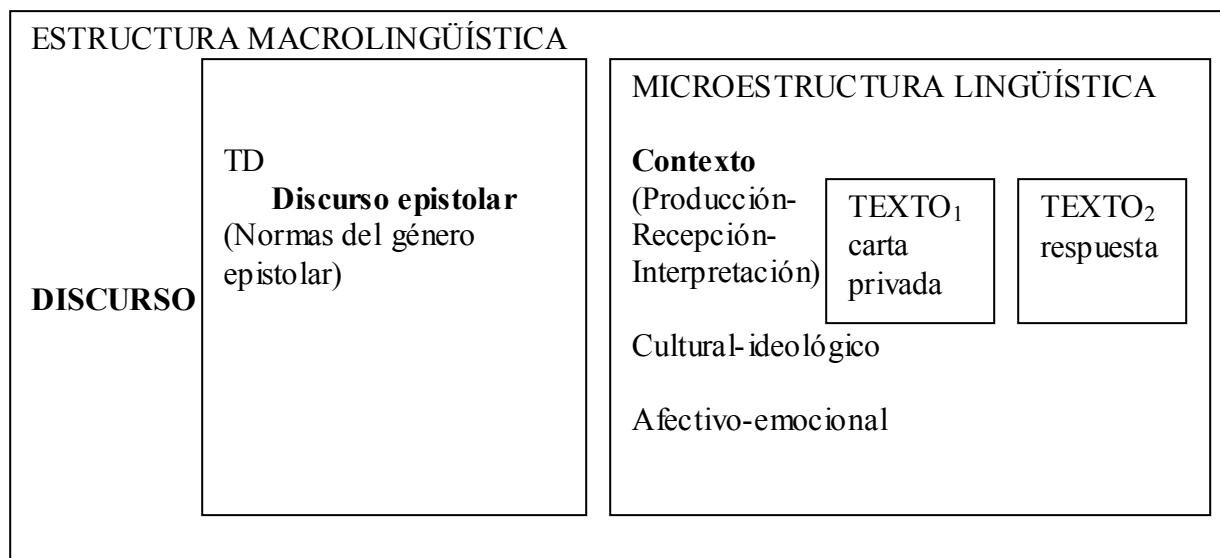 ESTRUCTURA MACROLINGÜÍSTICA
DISCURSO
TD
Discurso epistolar
(Normas del género
epistolar)
MICROESTRUCTURA LINGÜÍSTICA
Contexto
(Producción-
Recepción-
Interpretación)
TEXTO₁
carta
privada
TEXTO₂
respuesta
Cultural-ideológico
Afectivo-emocional